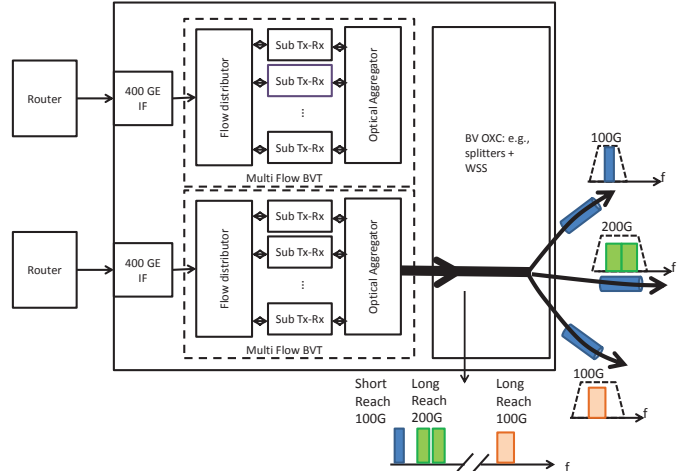 Router
400 GE
IF
Flow distributor
Sub Tx-Rx
Sub Tx-Rx
...
Sub Tx-Rx
Optical Aggregator
Multi Flow BVT
Router
400 GE
IF
Flow distributor
Sub Tx-Rx
Sub Tx-Rx
...
Sub Tx-Rx
Optical Aggregator
Multi Flow BVT
BV OXC: e.g.,
splitters +
WSS
100G
f
200G
f
100G
f
Short
Reach
100G
Long
Reach
200G
Long
Reach
100G
f